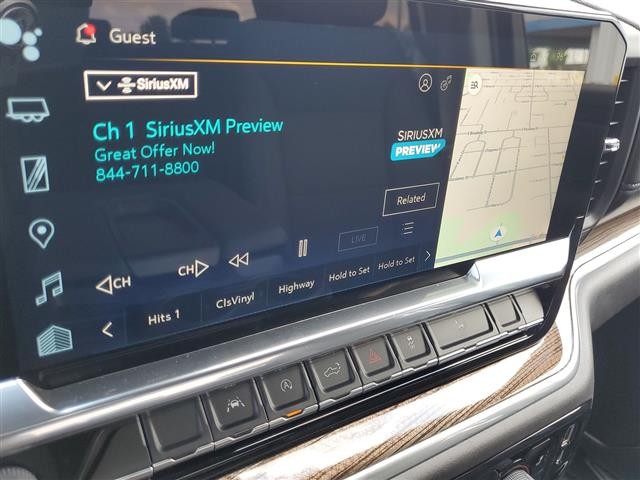 Guest
SiriusXM
Ch 1 SiriusXM Preview
Great Offer Now!
844-711-8800
SIRIUSXM
PREVIEW
Related
LIVE
CH
CH
Hits 1
ClsVinyl
Highway
Hold to Set
Hold to Set